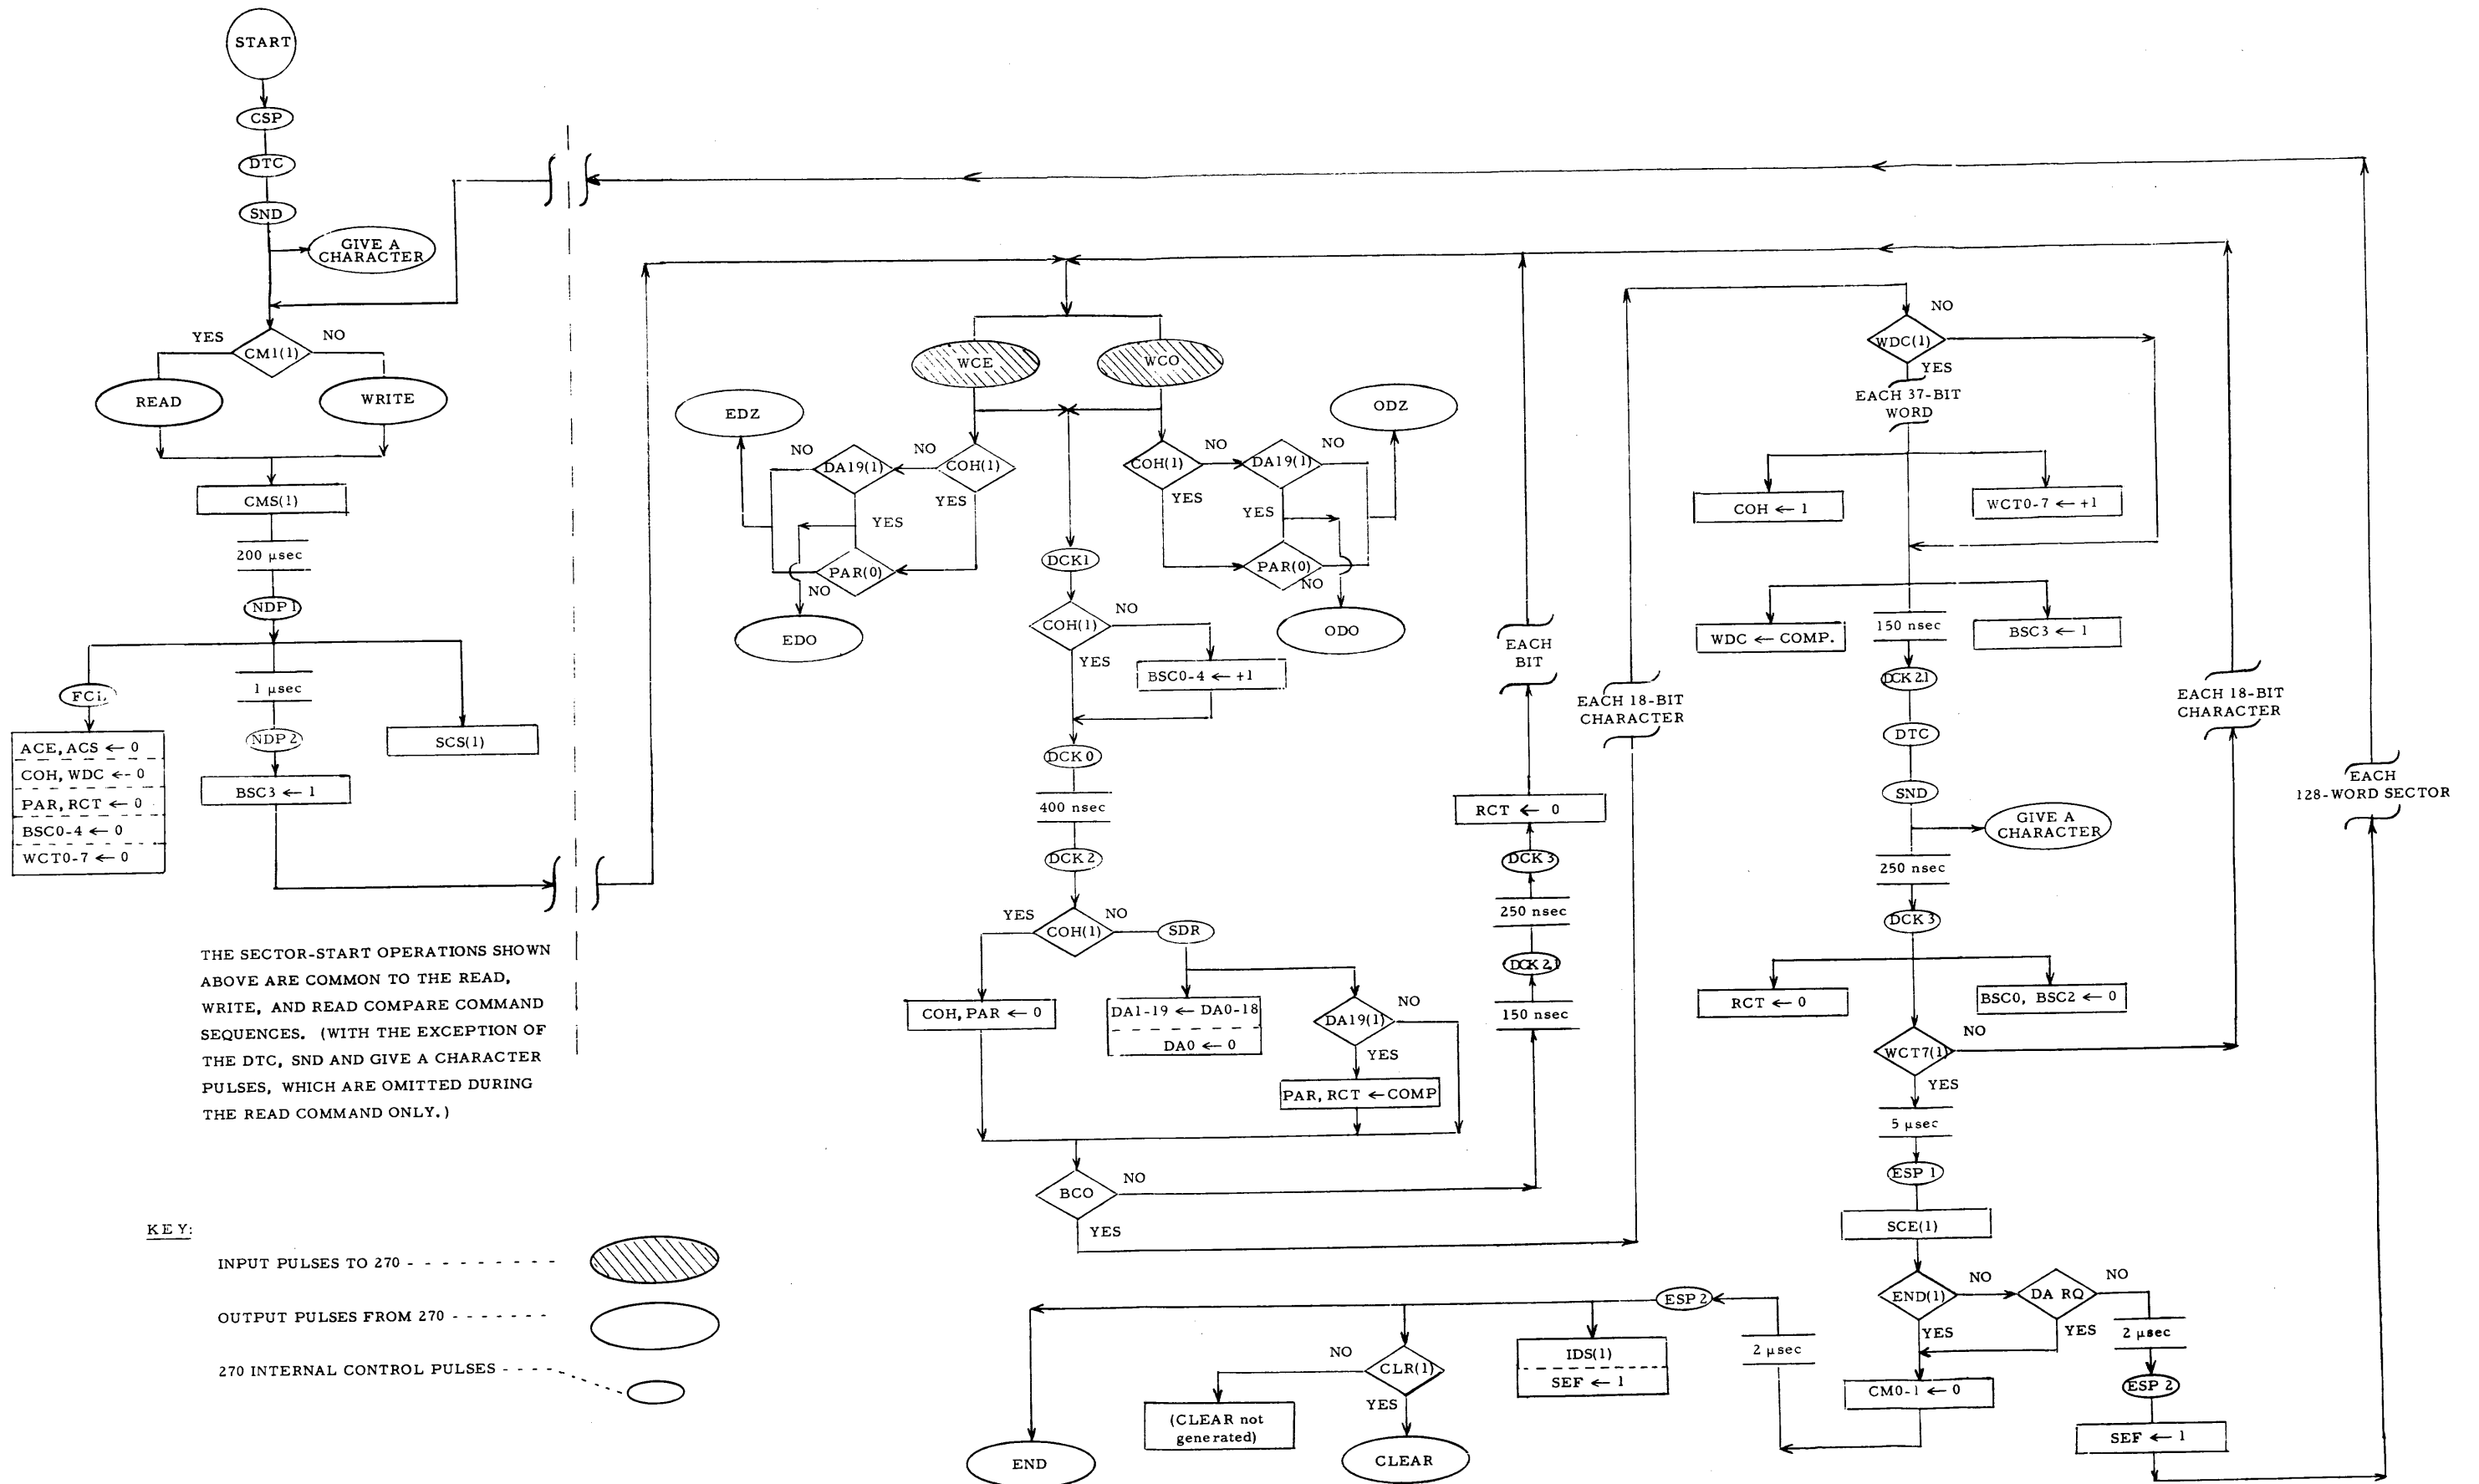 START
CSP
DTC
SND
GIVE A
CHARACTER
YES
NO
CM1(1)
READ
WRITE
CMS(1)
200 µsec
NDP 1
1 µsec
NDP 2
SCS(1)
BSC3 ← 1
ACE, ACS ← 0
COH, WDC ← 0
PAR, RCT ← 0
BSC0-4 ← 0
WCT0-7 ← 0
THE SECTOR-START OPERATIONS SHOWN
ABOVE ARE COMMON TO THE READ,
WRITE, AND READ COMPARE COMMAND
SEQUENCES. (WITH THE EXCEPTION OF
THE DTC, SND AND GIVE A CHARACTER
PULSES, WHICH ARE OMITTED DURING
THE READ COMMAND ONLY.)
KEY:
INPUT PULSES TO 270
OUTPUT PULSES FROM 270
270 INTERNAL CONTROL PULSES
WCE
WCO
EDZ
ODZ
NO
DA19(1)
NO
COH(1)
YES
YES
PAR(0)
NO
EDO
COH(1)
NO
DA19(1)
NO
YES
YES
PAR(0)
NO
ODO
DCK1
COH(1)
NO
YES
BSC0-4 ← +1
DCK 0
400 nsec
DCK 2
YES
NO
COH(1)
SDR
COH, PAR ← 0
DA1-19 ← DA0-18
DA0 ← 0
DA19(1)
NO
YES
PAR, RCT ← COMP
BCO
NO
YES
EACH
BIT
RCT ← 0
DCK 3
250 nsec
DCK 2.1
150 nsec
EACH 18-BIT
CHARACTER
NO
WDC(1)
YES
EACH 37-BIT
WORD
COH ← 1
WCT0-7 ← +1
WDC ← COMP.
150 nsec
BSC3 ← 1
DCK 2.1
DTC
SND
GIVE A
CHARACTER
250 nsec
DCK 3
RCT ← 0
BSC0, BSC2 ← 0
WCT7(1)
NO
YES
5 µsec
ESP 1
SCE(1)
END(1)
NO
DA RQ
NO
YES
YES
2 µsec
ESP 2
SEF ← 1
CM0-1 ← 0
2 µsec
ESP 2
IDS(1)
SEF ← 1
NO
CLR(1)
YES
(CLEAR not
generated)
CLEAR
END
EACH 18-BIT
CHARACTER
EACH
128-WORD SECTOR